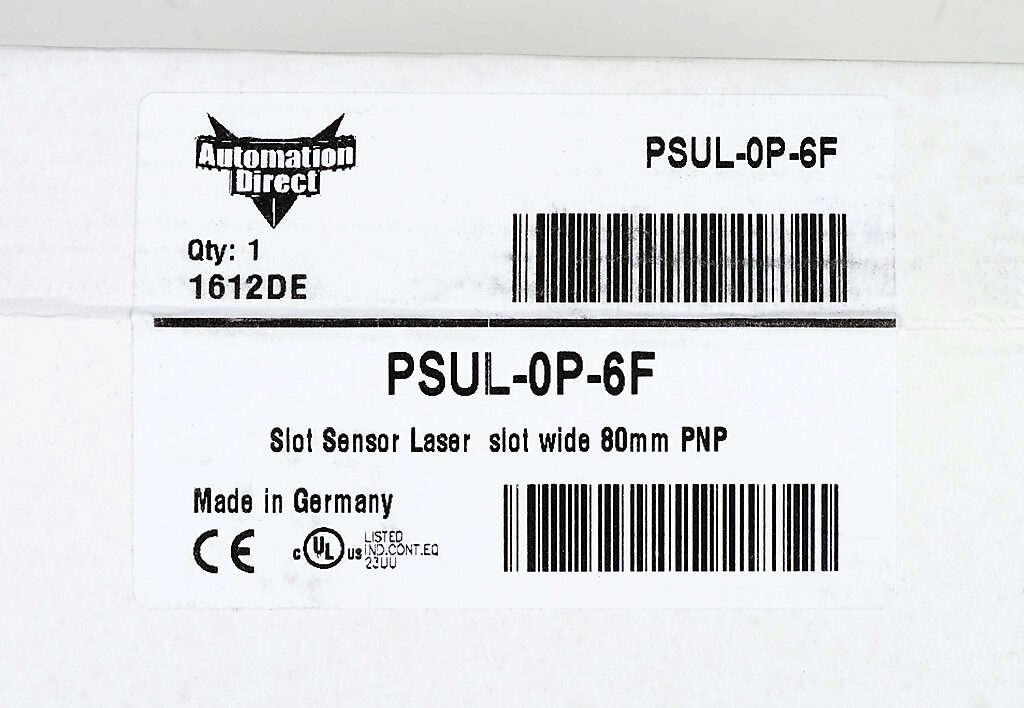 Automation
Direct
PSUL-0P-6F
Qty: 1
1612DE
PSUL-0P-6F
Slot Sensor Laser slot wide 80mm PNP
Made in Germany
CE
c UL us LISTED
IND.CONT.EQ
23UU